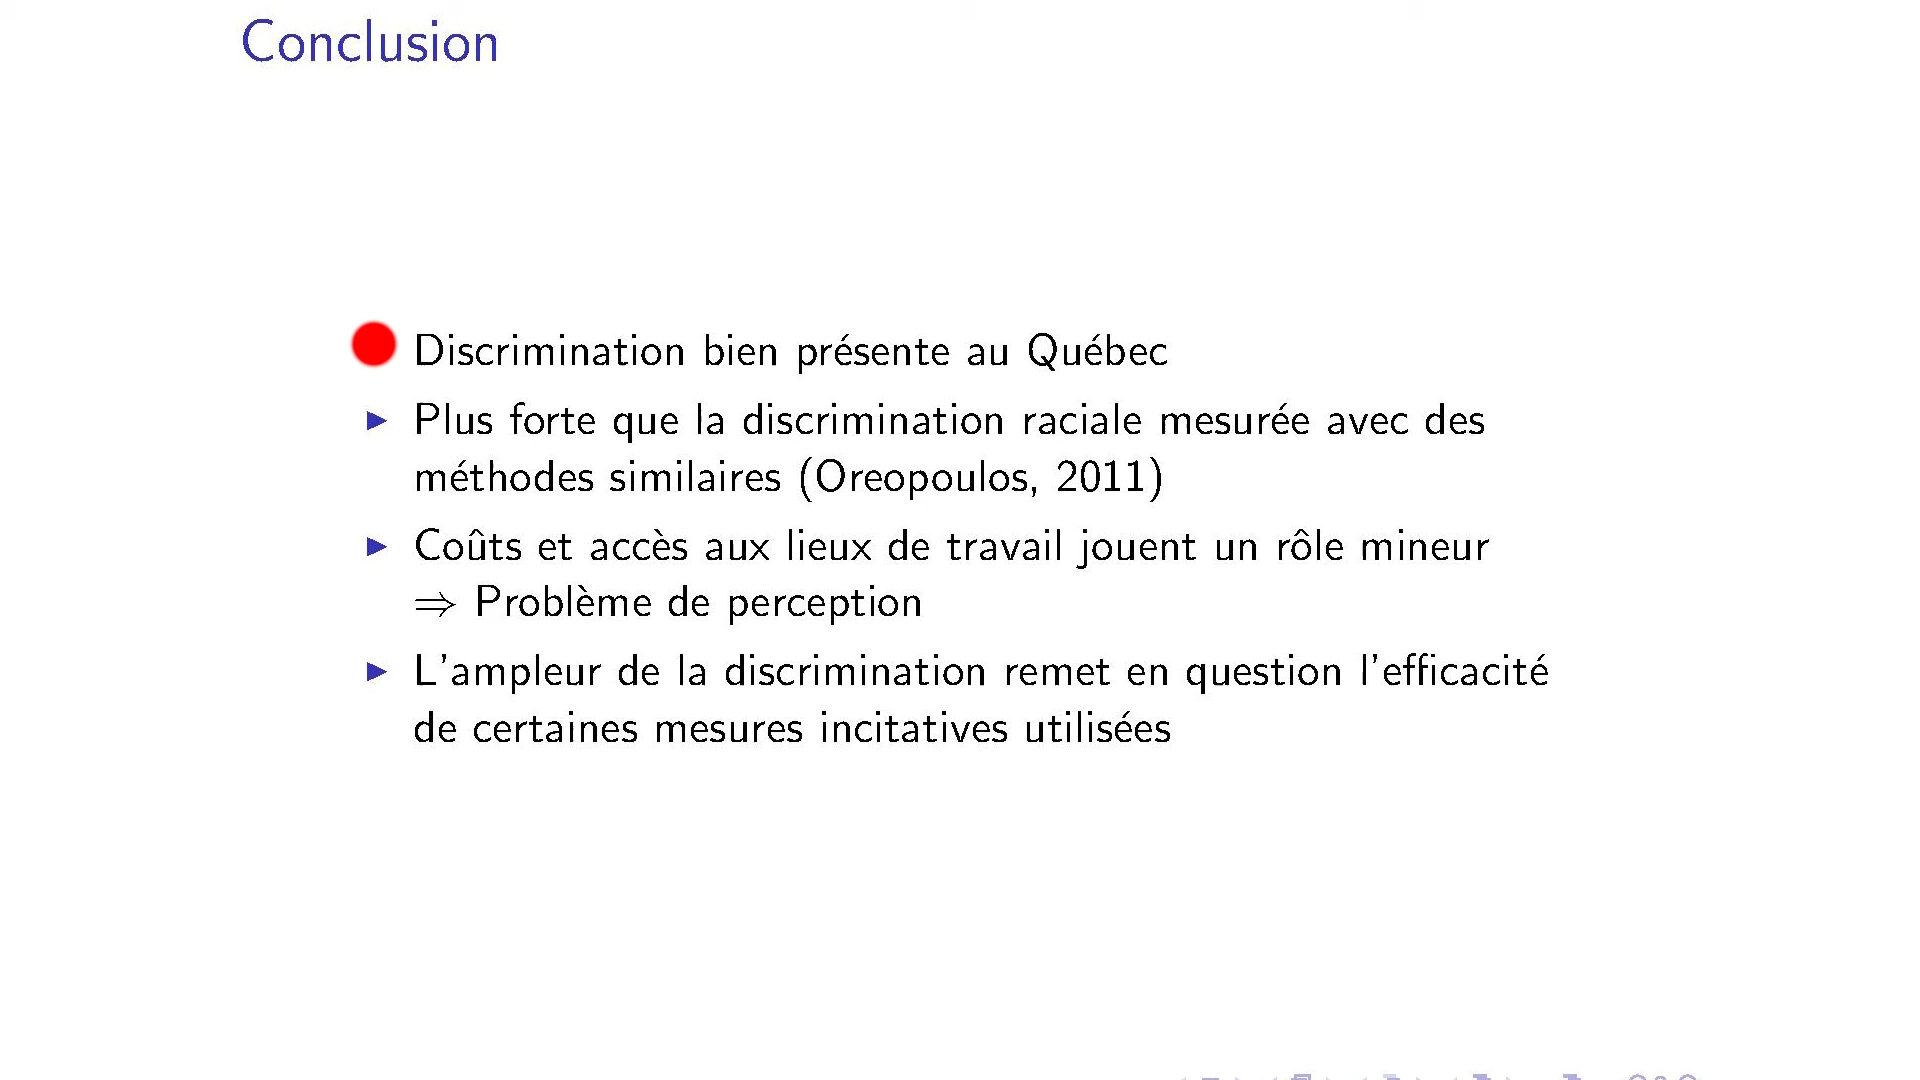 Conclusion
Discrimination bien présente au Québec
Plus forte que la discrimination raciale mesurée avec des
méthodes similaires (Oreopoulos, 2011)
Coûts et accès aux lieux de travail jouent un rôle mineur
⇒ Problème de perception
L'ampleur de la discrimination remet en question l'efficacité
de certaines mesures incitatives utilisées